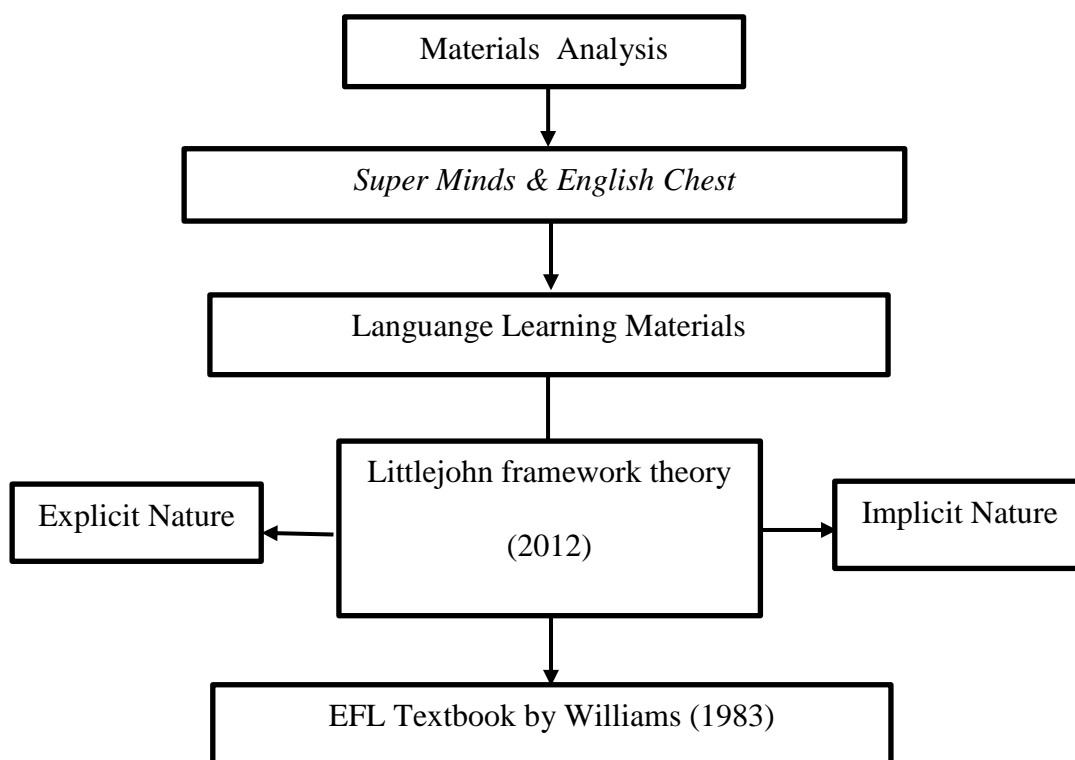 Materials Analysis
Super Minds & English Chest
Languange Learning Materials
Littlejohn framework theory
(2012)
Explicit Nature
Implicit Nature
EFL Textbook by Williams (1983)